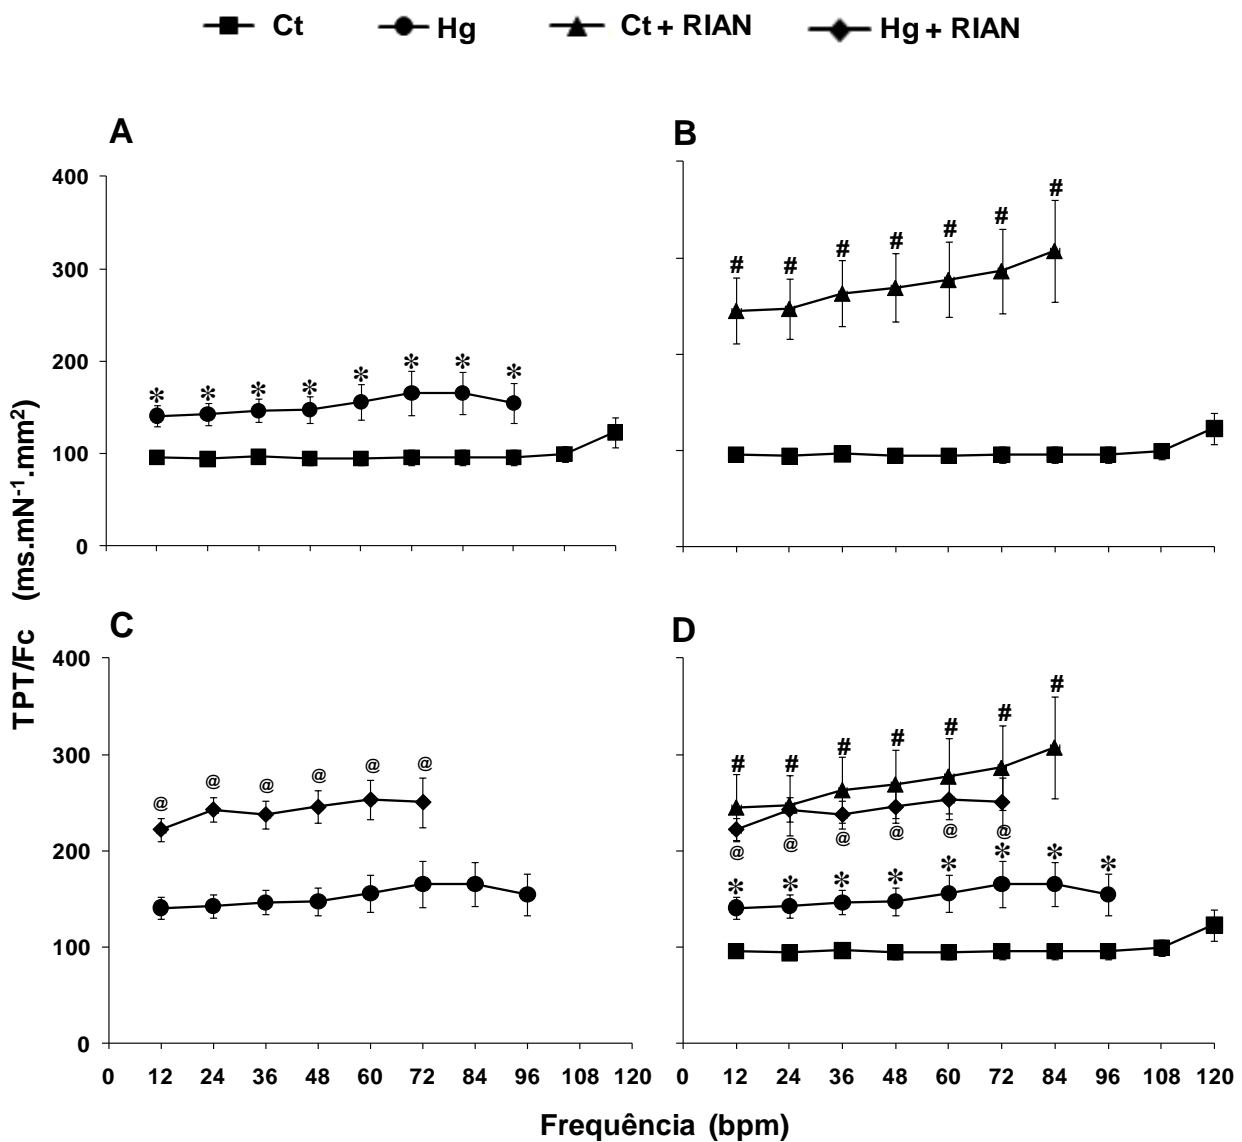 Ct Hg Ct + RIAN Hg + RIAN
A
B
400
300
200
100
0
* * * * * * * *
# # # # # # #
C
D
400
300
200
100
0
@ @ @ @ @ @
# # # # # # #
@ @ @ @ @ @
* * * * * * * *
0 12 24 36 48 60 72 84 96 108 120
0 12 24 36 48 60 72 84 96 108 120
TPT/Fc (ms.mN⁻¹.mm²)
Frequência (bpm)